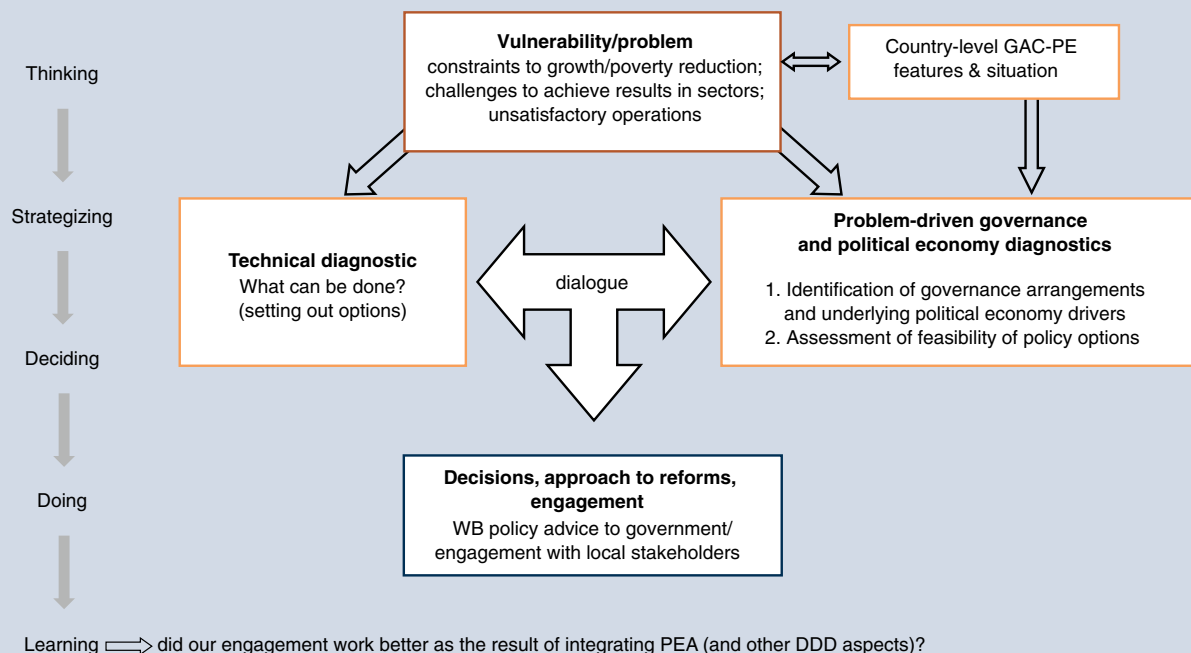 Vulnerability/problem
constraints to growth/poverty reduction;
challenges to achieve results in sectors;
unsatisfactory operations
Country-level GAC-PE
features & situation
Thinking
Strategizing
Technical diagnostic
What can be done?
(setting out options)
dialogue
Problem-driven governance
and political economy diagnostics
1. Identification of governance arrangements
and underlying political economy drivers
2. Assessment of feasibility of policy options
Deciding
Decisions, approach to reforms,
engagement
WB policy advice to government/
engagement with local stakeholders
Doing
Learning did our engagement work better as the result of integrating PEA (and other DDD aspects)?